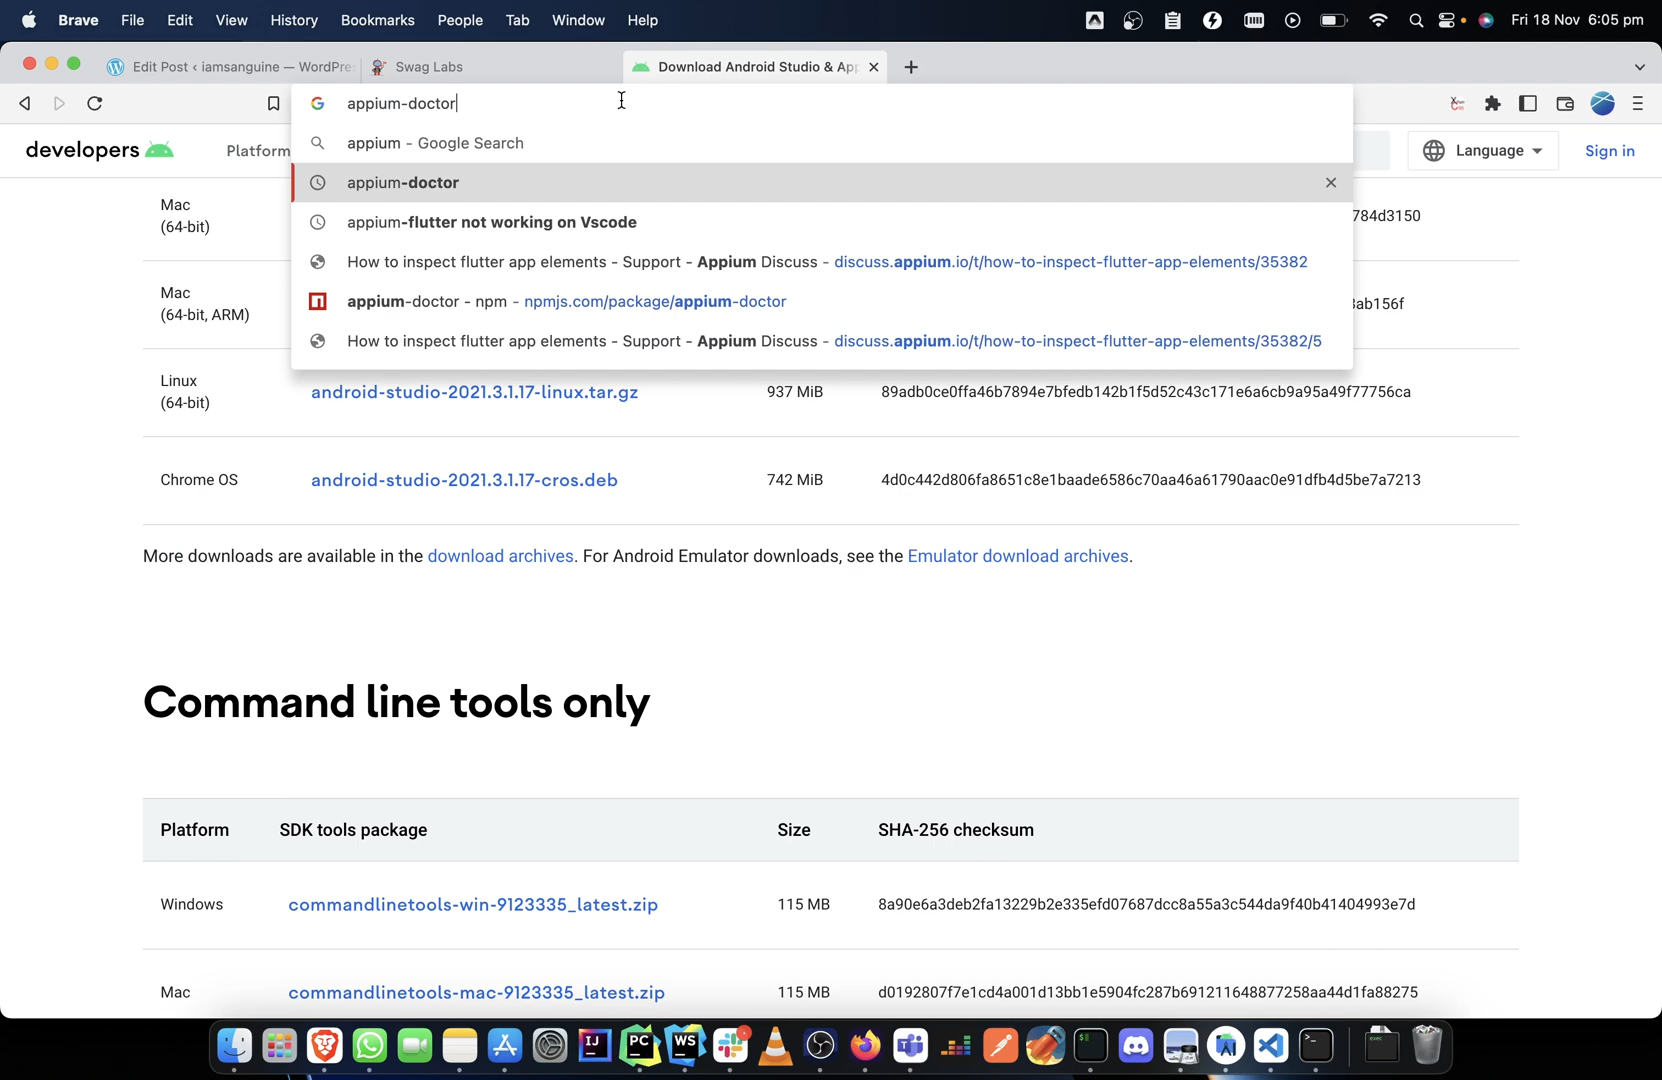 Brave File Edit View History Bookmarks People Tab Window Help Fri 18 Nov 6:05 pm
Edit Post ‹ iamsanguine — WordPre Swag Labs Download Android Studio & App
appium-doctor
appium - Google Search
developers Platform Language Sign in
appium-doctor
Mac
(64-bit) 784d3150
appium-flutter not working on Vscode
How to inspect flutter app elements - Support - Appium Discuss - discuss.appium.io/t/how-to-inspect-flutter-app-elements/35382
Mac
(64-bit, ARM) ab156f
appium-doctor - npm - npmjs.com/package/appium-doctor
How to inspect flutter app elements - Support - Appium Discuss - discuss.appium.io/t/how-to-inspect-flutter-app-elements/35382/5
Linux
(64-bit) android-studio-2021.3.1.17-linux.tar.gz 937 MiB 89adb0ce0ffa46b7894e7bfedb142b1f5d52c43c171e6a6cb9a95a49f77756ca
Chrome OS android-studio-2021.3.1.17-cros.deb 742 MiB 4d0c442d806fa8651c8e1baade6586c70aa46a61790aac0e91dfb4d5be7a7213
More downloads are available in the download archives. For Android Emulator downloads, see the Emulator download archives.
Command line tools only
Platform SDK tools package Size SHA-256 checksum
Windows commandlinetools-win-9123335_latest.zip 115 MB 8a90e6a3deb2fa13229b2e335efd07687dcc8a55a3c544da9f40b41404993e7d
Mac commandlinetools-mac-9123335_latest.zip 115 MB d0192807f7e1cd4a001d13bb1e5904fc287b691211648877258aa44d1fa88275